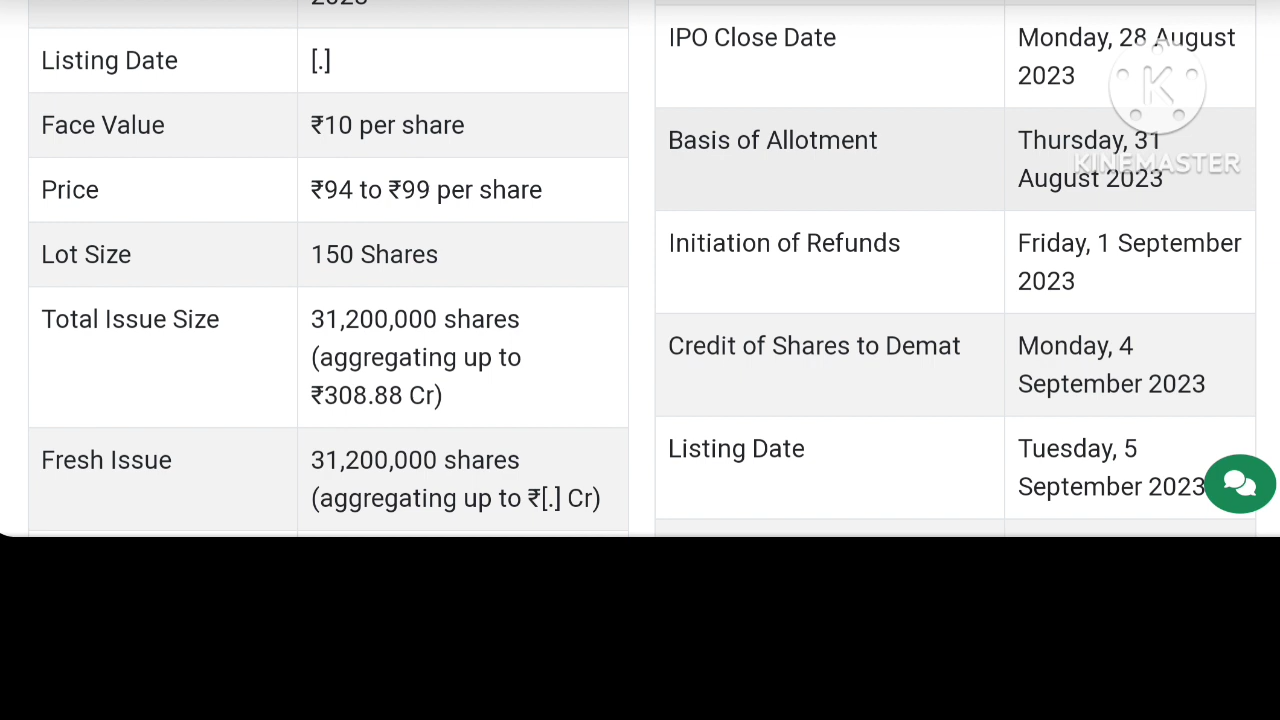 Listing Date [.]
Face Value ₹10 per share
Price ₹94 to ₹99 per share
Lot Size 150 Shares
Total Issue Size 31,200,000 shares
(aggregating up to
₹308.88 Cr)
Fresh Issue 31,200,000 shares
(aggregating up to ₹[.] Cr)
IPO Close Date Monday, 28 August
2023
Basis of Allotment Thursday, 31
August 2023
Initiation of Refunds Friday, 1 September
2023
Credit of Shares to Demat Monday, 4
September 2023
Listing Date Tuesday, 5
September 2023
K
KINEMASTER